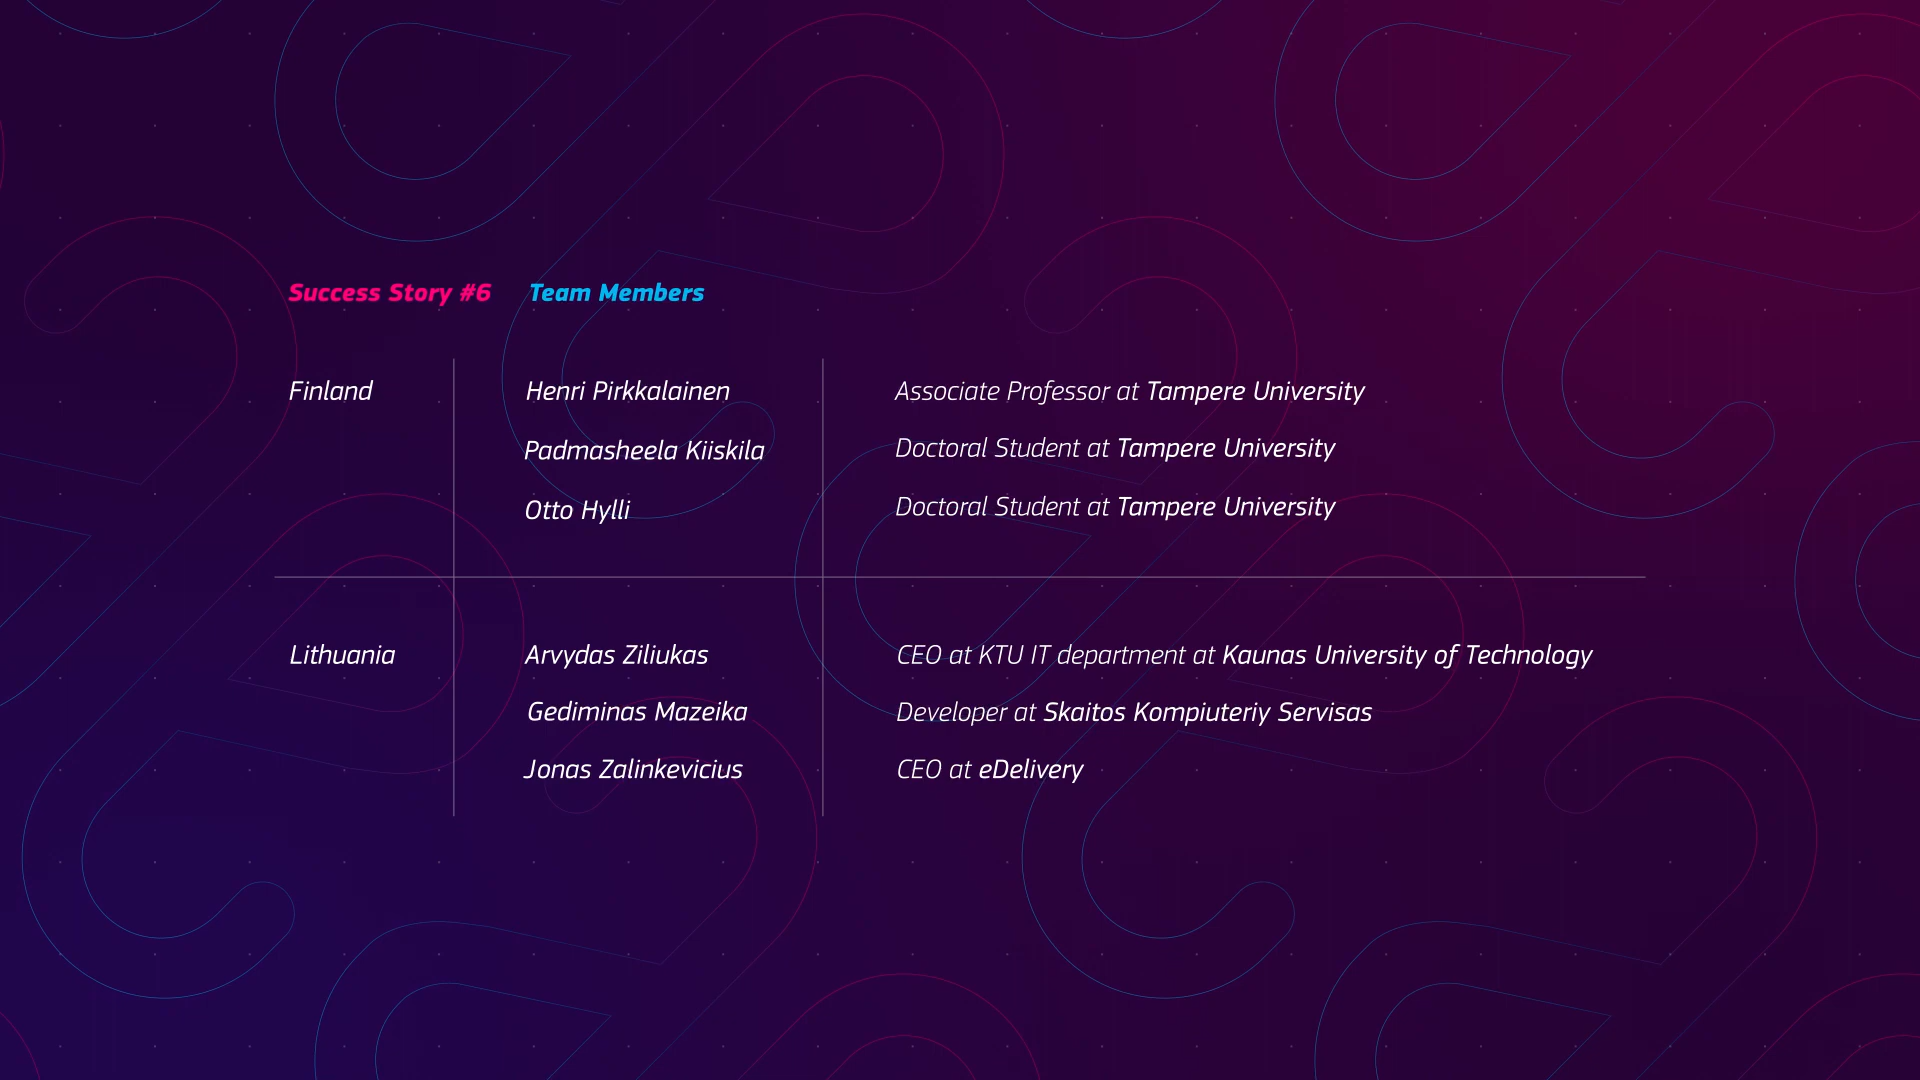 Success Story #6 Team Members
Finland Henri Pirkkalainen Associate Professor at Tampere University
Padmasheela Kiiskila Doctoral Student at Tampere University
Otto Hylli Doctoral Student at Tampere University
Lithuania Arvydas Ziliukas CEO at KTU IT department at Kaunas University of Technology
Gediminas Mazeika Developer at Skaitos Kompiuteriy Servisas
Jonas Zalinkevicius CEO at eDelivery